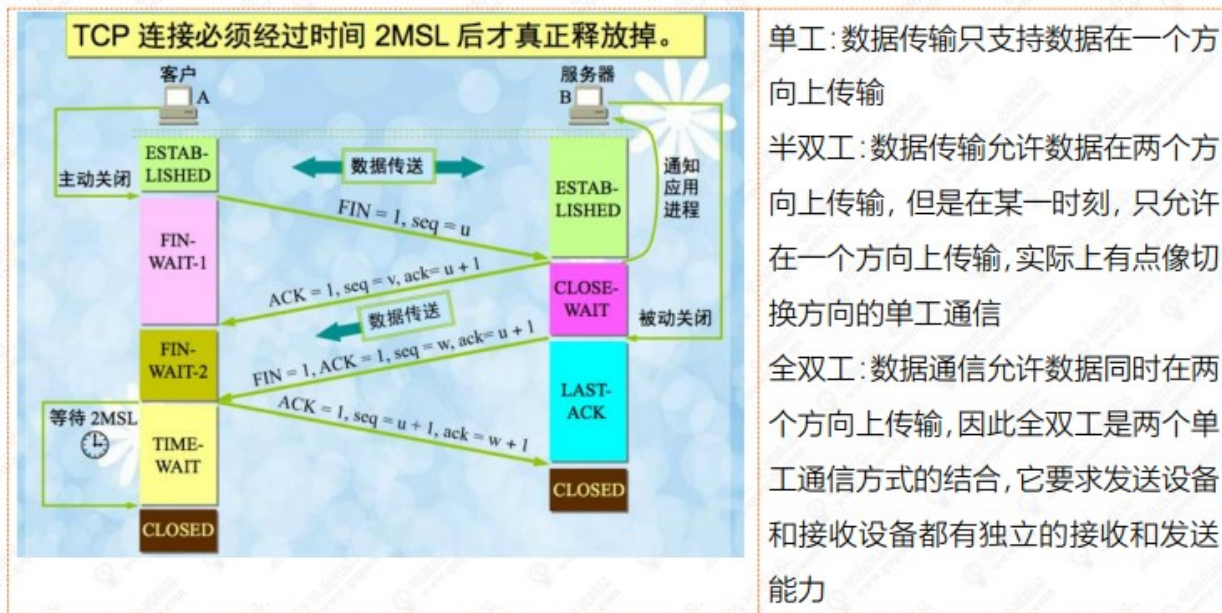 TCP 连接必须经过时间 2MSL 后才真正释放掉。
客户
A
服务器
B
主动关闭
ESTAB-
LISHED
数据传送
ESTAB-
LISHED
通知
应用
进程
FIN = 1, seq = u
FIN-
WAIT-1
ACK = 1, seq = v, ack= u + 1
CLOSE-
WAIT
数据传送
被动关闭
FIN-
WAIT-2
FIN = 1, ACK = 1, seq = w, ack= u + 1
LAST-
ACK
ACK = 1, seq = u + 1, ack = w + 1
等待 2MSL
TIME-
WAIT
CLOSED
CLOSED
单工:数据传输只支持数据在一个方
向上传输
半双工:数据传输允许数据在两个方
向上传输, 但是在某一时刻, 只允许
在一个方向上传输,实际上有点像切
换方向的单工通信
全双工:数据通信允许数据同时在两
个方向上传输,因此全双工是两个单
工通信方式的结合,它要求发送设备
和接收设备都有独立的接收和发送
能力